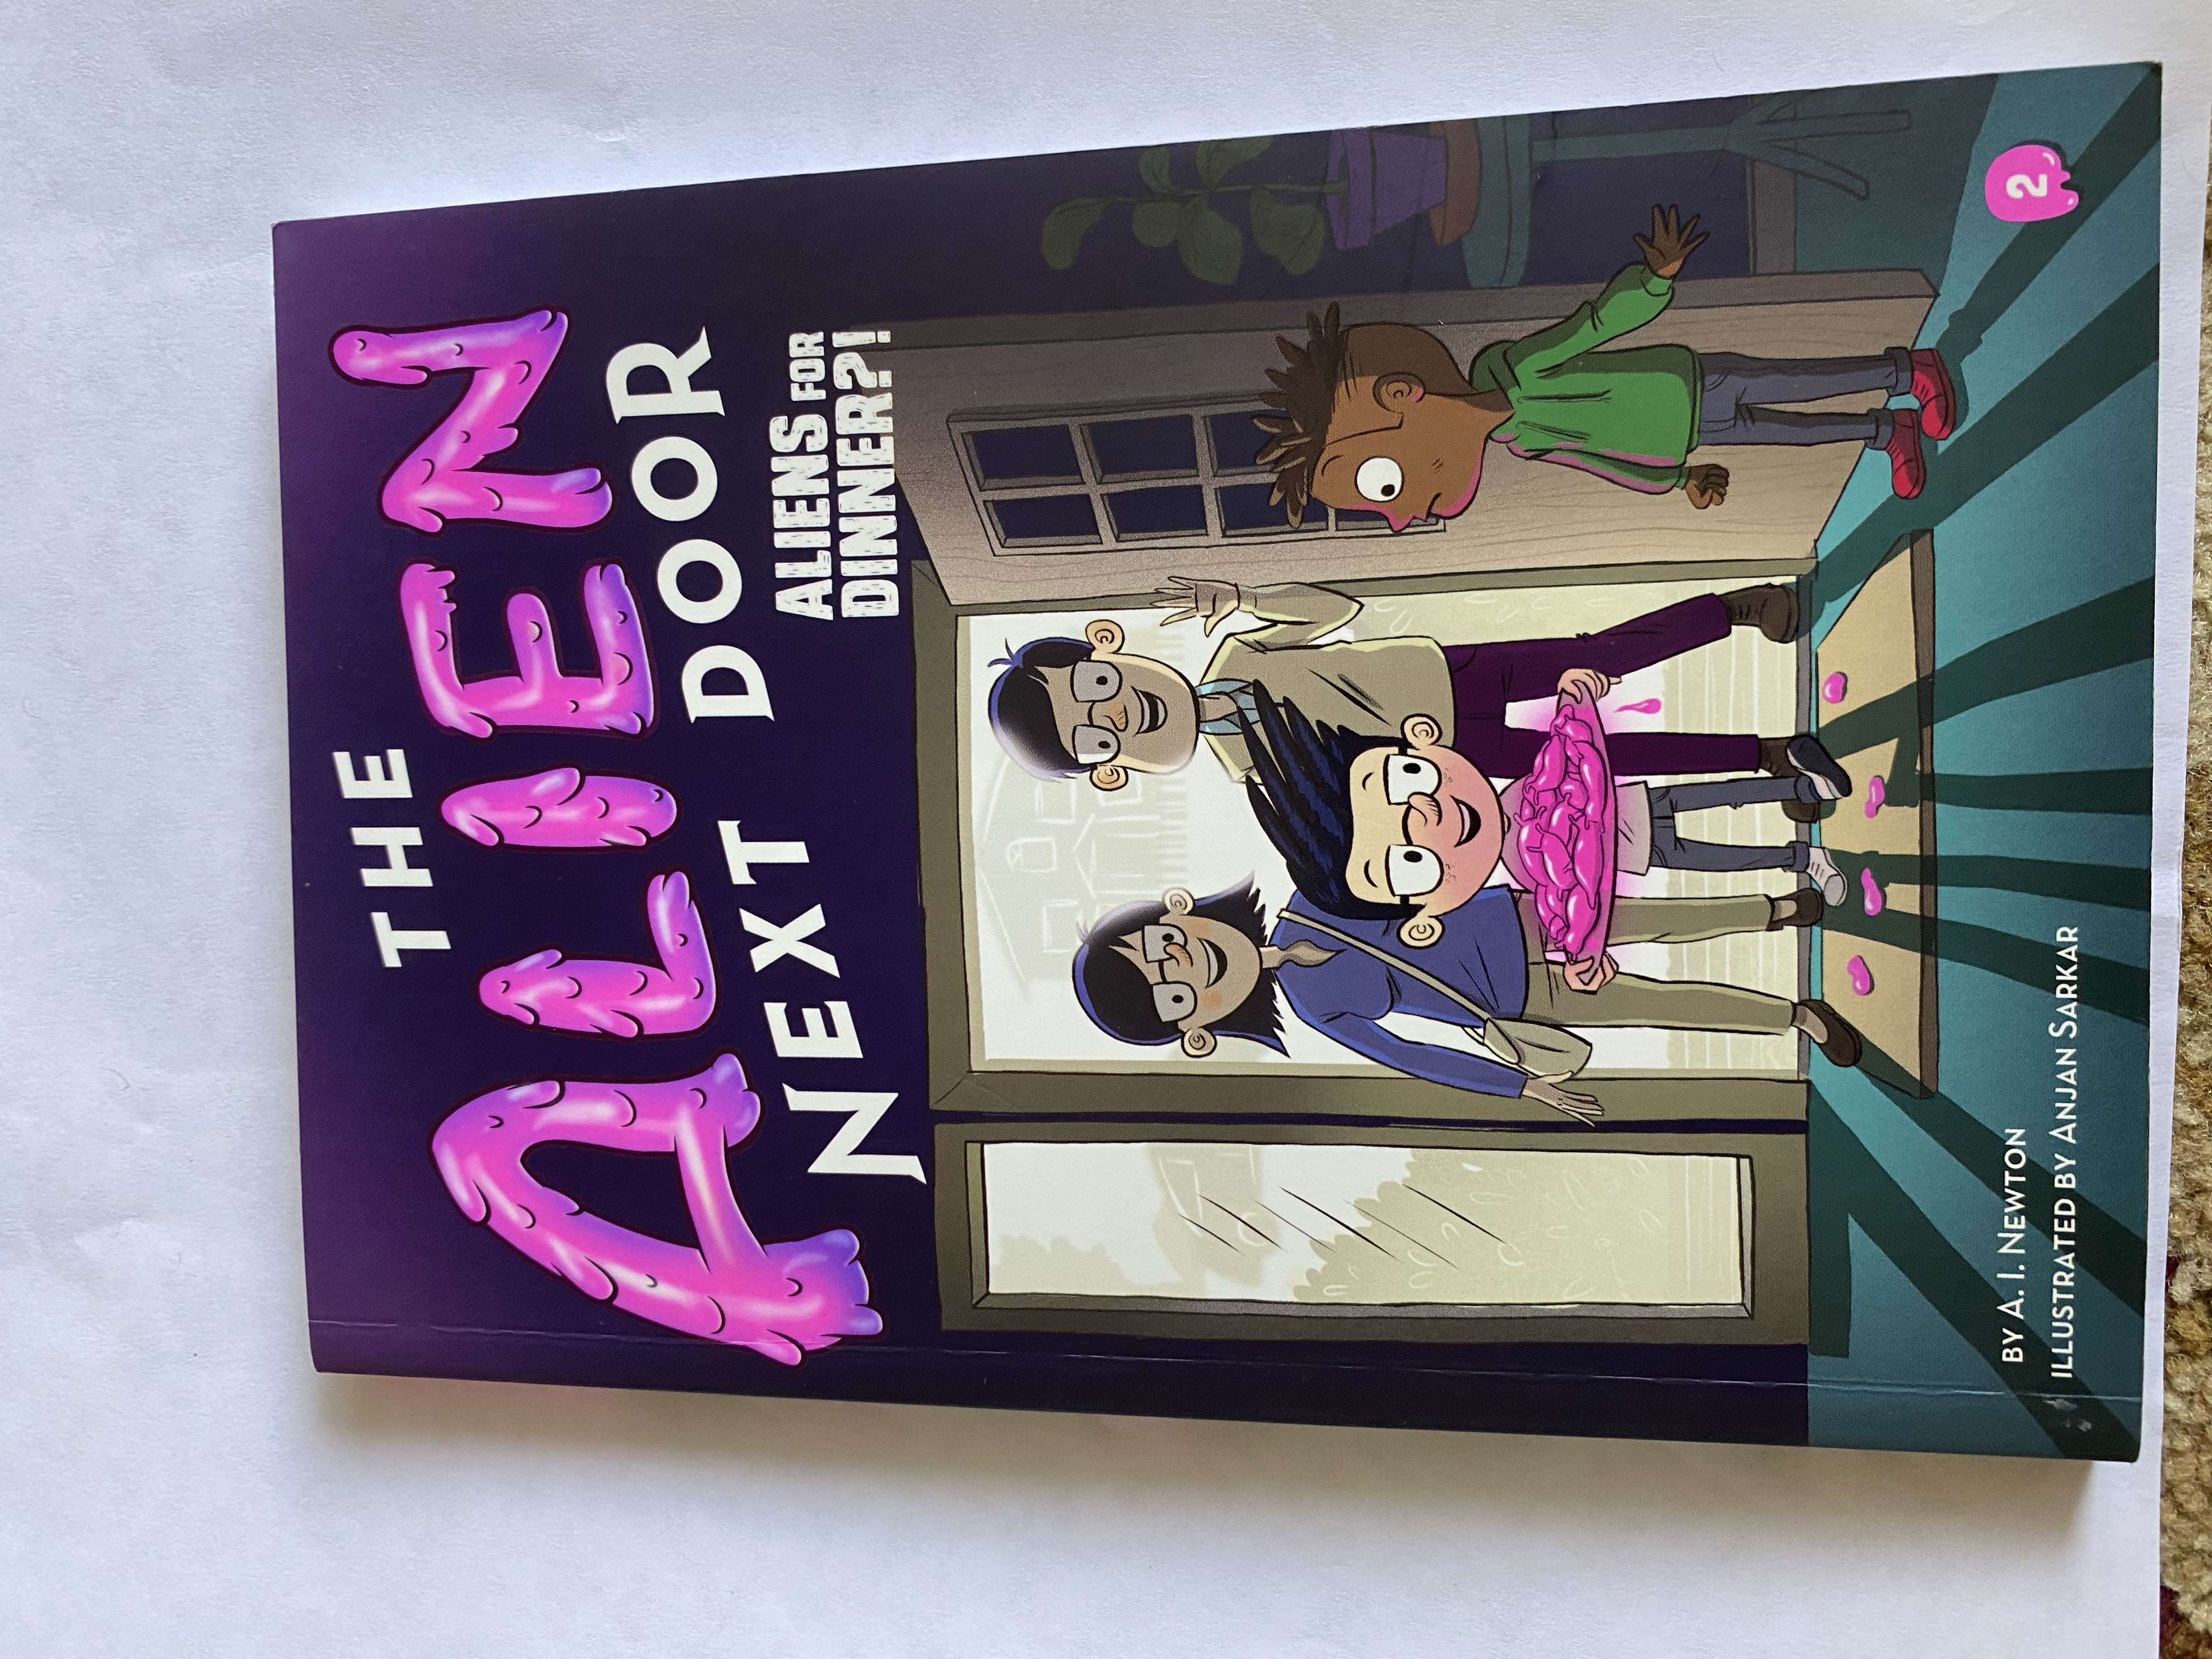 THE
ALIEN
NEXT DOOR
ALIENS FOR
DINNER?!
BY A. I. NEWTON
ILLUSTRATED BY ANJAN SARKAR
2